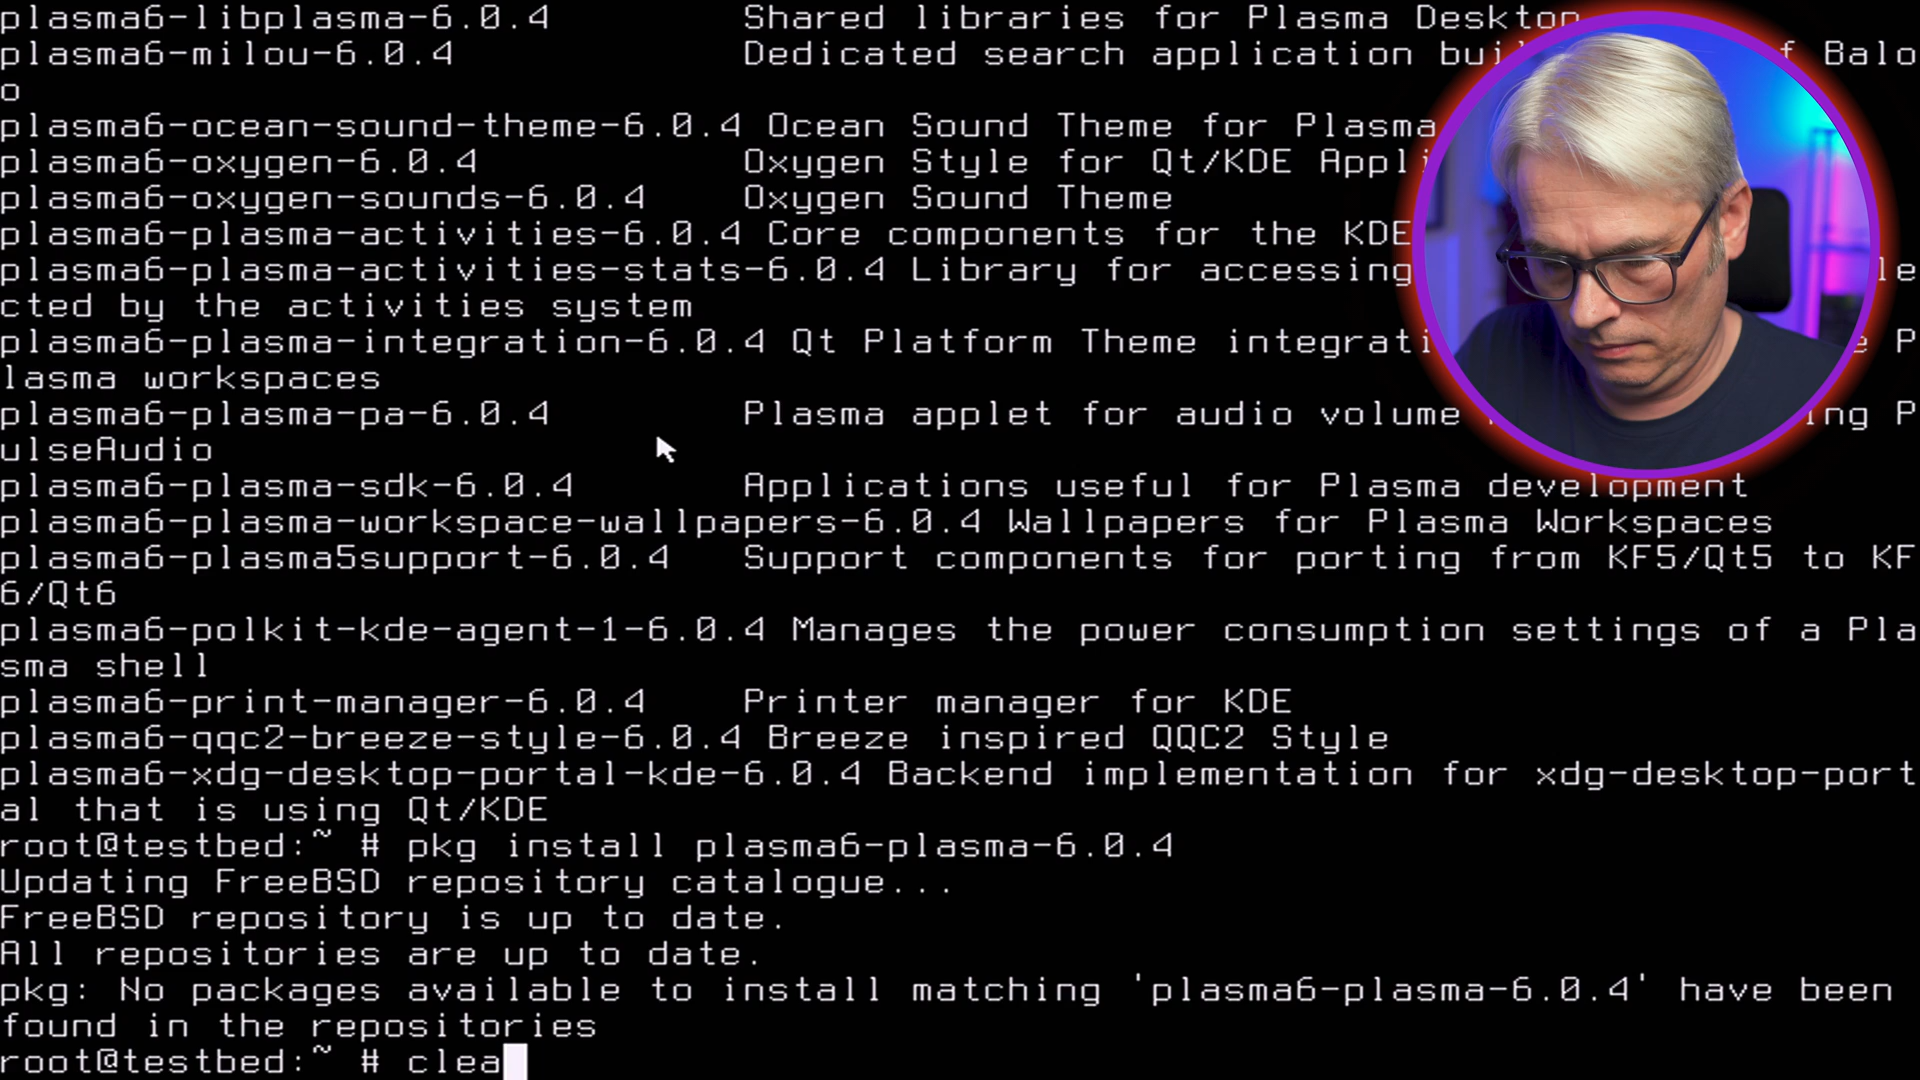 plasma6-libplasma-6.0.4 Shared libraries for Plasma Desktop
plasma6-milou-6.0.4 Dedicated search application f Balo
o
plasma6-ocean-sound-theme-6.0.4 Ocean Sound Theme for Plasma
plasma6-oxygen-6.0.4 Oxygen Style for Qt/KDE
plasma6-oxygen-sounds-6.0.4 Oxygen Sound Theme
plasma6-plasma-activities-6.0.4 Core components for the KDE
plasma6-plasma-activities-stats-6.0.4 Library for accessing le
cted by the activities system
plasma6-plasma-integration-6.0.4 Qt Platform Theme integrati P
lasma workspaces
plasma6-plasma-pa-6.0.4 Plasma applet for audio volume ing P
ulseAudio
plasma6-plasma-sdk-6.0.4 Applications useful for Plasma development
plasma6-plasma-workspace-wallpapers-6.0.4 Wallpapers for Plasma Workspaces
plasma6-plasma5support-6.0.4 Support components for porting from KF5/Qt5 to KF
6/Qt6
plasma6-polkit-kde-agent-1-6.0.4 Manages the power consumption settings of a Pla
sma shell
plasma6-print-manager-6.0.4 Printer manager for KDE
plasma6-qqc2-breeze-style-6.0.4 Breeze inspired QQC2 Style
plasma6-xdg-desktop-portal-kde-6.0.4 Backend implementation for xdg-desktop-port
al that is using Qt/KDE
root@testbed:~ # pkg install plasma6-plasma-6.0.4
Updating FreeBSD repository catalogue...
FreeBSD repository is up to date.
All repositories are up to date.
pkg: No packages available to install matching 'plasma6-plasma-6.0.4' have been
found in the repositories
root@testbed:~ # clea